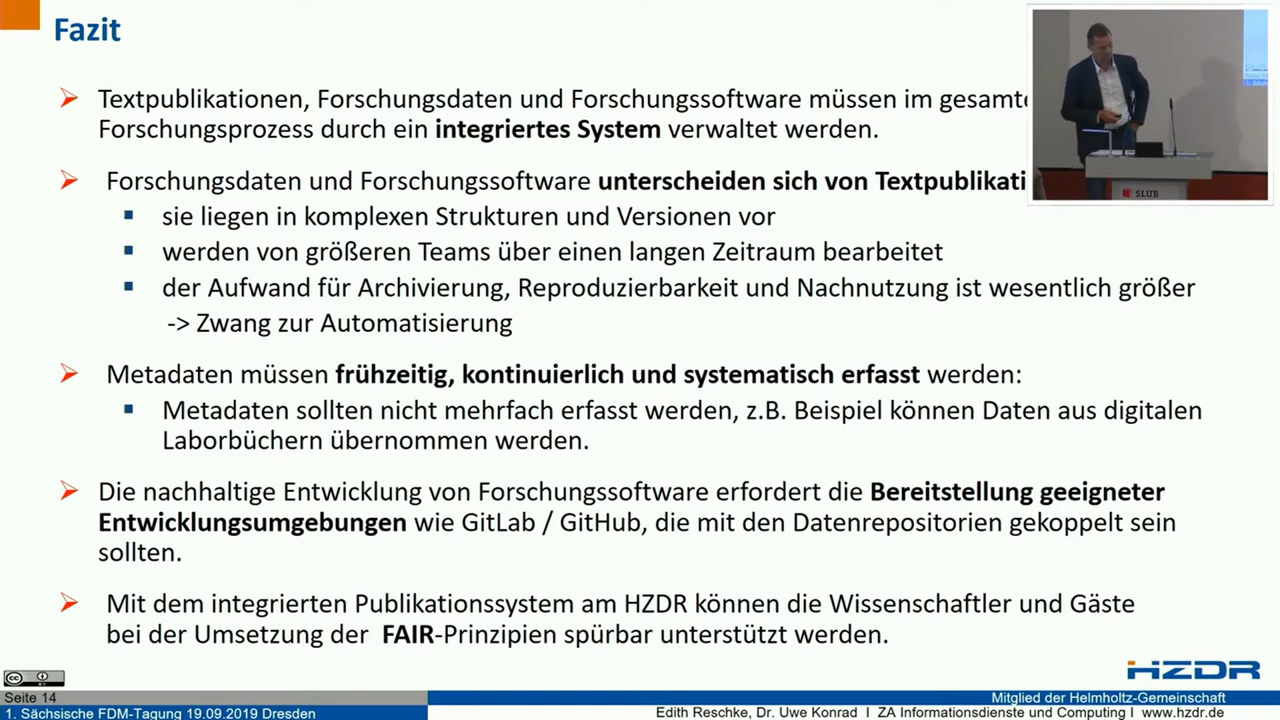 Fazit
Textpublikationen, Forschungsdaten und Forschungssoftware müssen im
Forschungsprozess durch ein integriertes System verwaltet werden.
Forschungsdaten und Forschungssoftware unterscheiden sich von
sie liegen in komplexen Strukturen und Versionen vor
werden von größeren Teams über einen langen Zeitraum bearbeitet
der Aufwand für Archivierung, Reproduzierbarkeit und Nachnutzung ist wesentlich größer
-> Zwang zur Automatisierung
Metadaten müssen frühzeitig, kontinuierlich und systematisch erfasst werden:
Metadaten sollten nicht mehrfach erfasst werden, z.B. Beispiel können Daten aus digitalen
Laborbüchern übernommen werden.
Die nachhaltige Entwicklung von Forschungssoftware erfordert die Bereitstellung geeigneter
Entwicklungsumgebungen wie GitLab / GitHub, die mit den Datenrepositorien gekoppelt sein
sollten.
Mit dem integrierten Publikationssystem am HZDR können die Wissenschaftler und Gäste
bei der Umsetzung der FAIR-Prinzipien spürbar unterstützt werden.
SLUB
HZDR
cc BY
Seite 14
Mitglied der Helmholtz-Gemeinschaft
1. Sächsische FDM-Tagung 19.09.2019 Dresden
Edith Reschke, Dr. Uwe Konrad I ZA Informationsdienste und Computing I www.hzdr.de